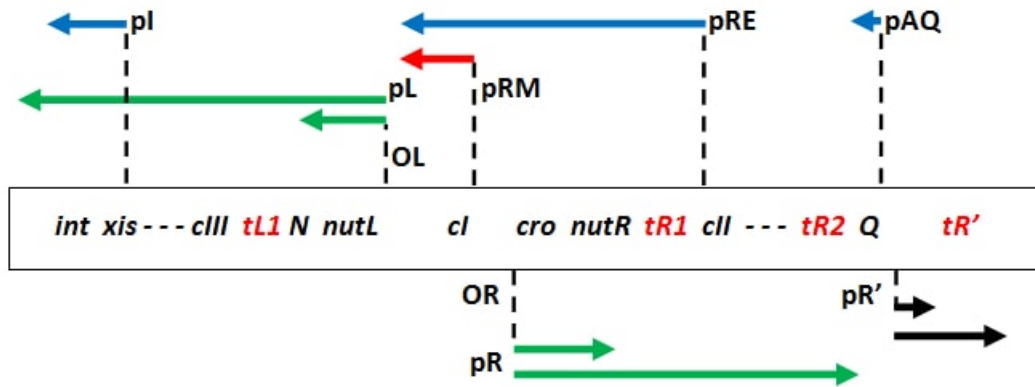 pI pRE pAQ
pL pRM
OL
int xis - - - cIII tL1 N nutL cI cro nutR tR1 cII - - - tR2 Q tR'
OR pR’
pR